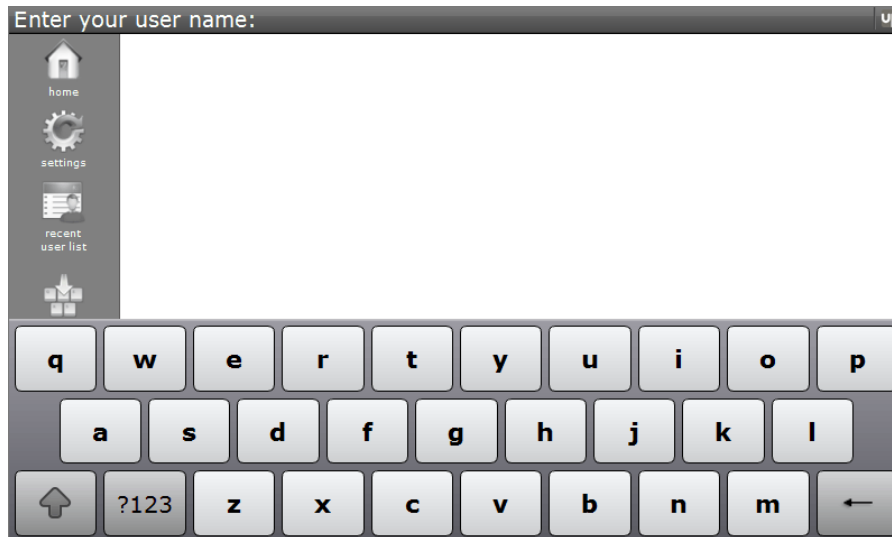 Enter your user name:
home
settings
recent
user list
q w e r t y u i o p
a s d f g h j k l
?123 z x c v b n m